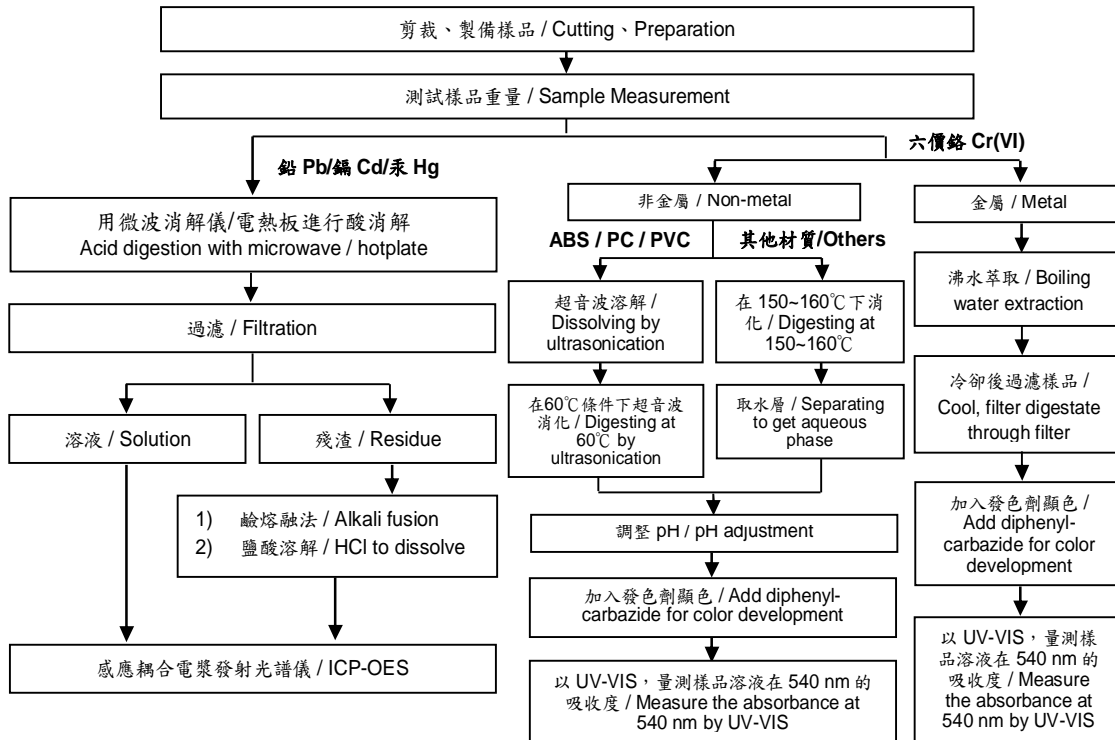 剪裁、製備樣品 / Cutting、Preparation
測試樣品重量 / Sample Measurement
鉛 Pb/鎘 Cd/汞 Hg
六價鉻 Cr(VI)
用微波消解儀/電熱板進行酸消解
Acid digestion with microwave / hotplate
過濾 / Filtration
溶液 / Solution
殘渣 / Residue
1) 鹼熔融法 / Alkali fusion
2) 鹽酸溶解 / HCl to dissolve
感應耦合電漿發射光譜儀 / ICP-OES
非金屬 / Non-metal
ABS / PC / PVC
其他材質/Others
超音波溶解 /
Dissolving by
ultrasonication
在60℃條件下超音波
消化 / Digesting at
60℃ by
ultrasonication
在 150~160℃下消
化 / Digesting at
150~160℃
取水層 / Separating
to get aqueous
phase
調整 pH / pH adjustment
加入發色劑顯色 / Add diphenyl-
carbazide for color development
以 UV-VIS，量測樣品溶液在 540 nm 的
吸收度 / Measure the absorbance at
540 nm by UV-VIS
金屬 / Metal
沸水萃取 / Boiling
water extraction
冷卻後過濾樣品 /
Cool, filter digestate
through filter
加入發色劑顯色 /
Add diphenyl-
carbazide for color
development
以 UV-VIS，量測樣
品溶液在 540 nm 的
吸收度 / Measure
the absorbance at
540 nm by UV-VIS